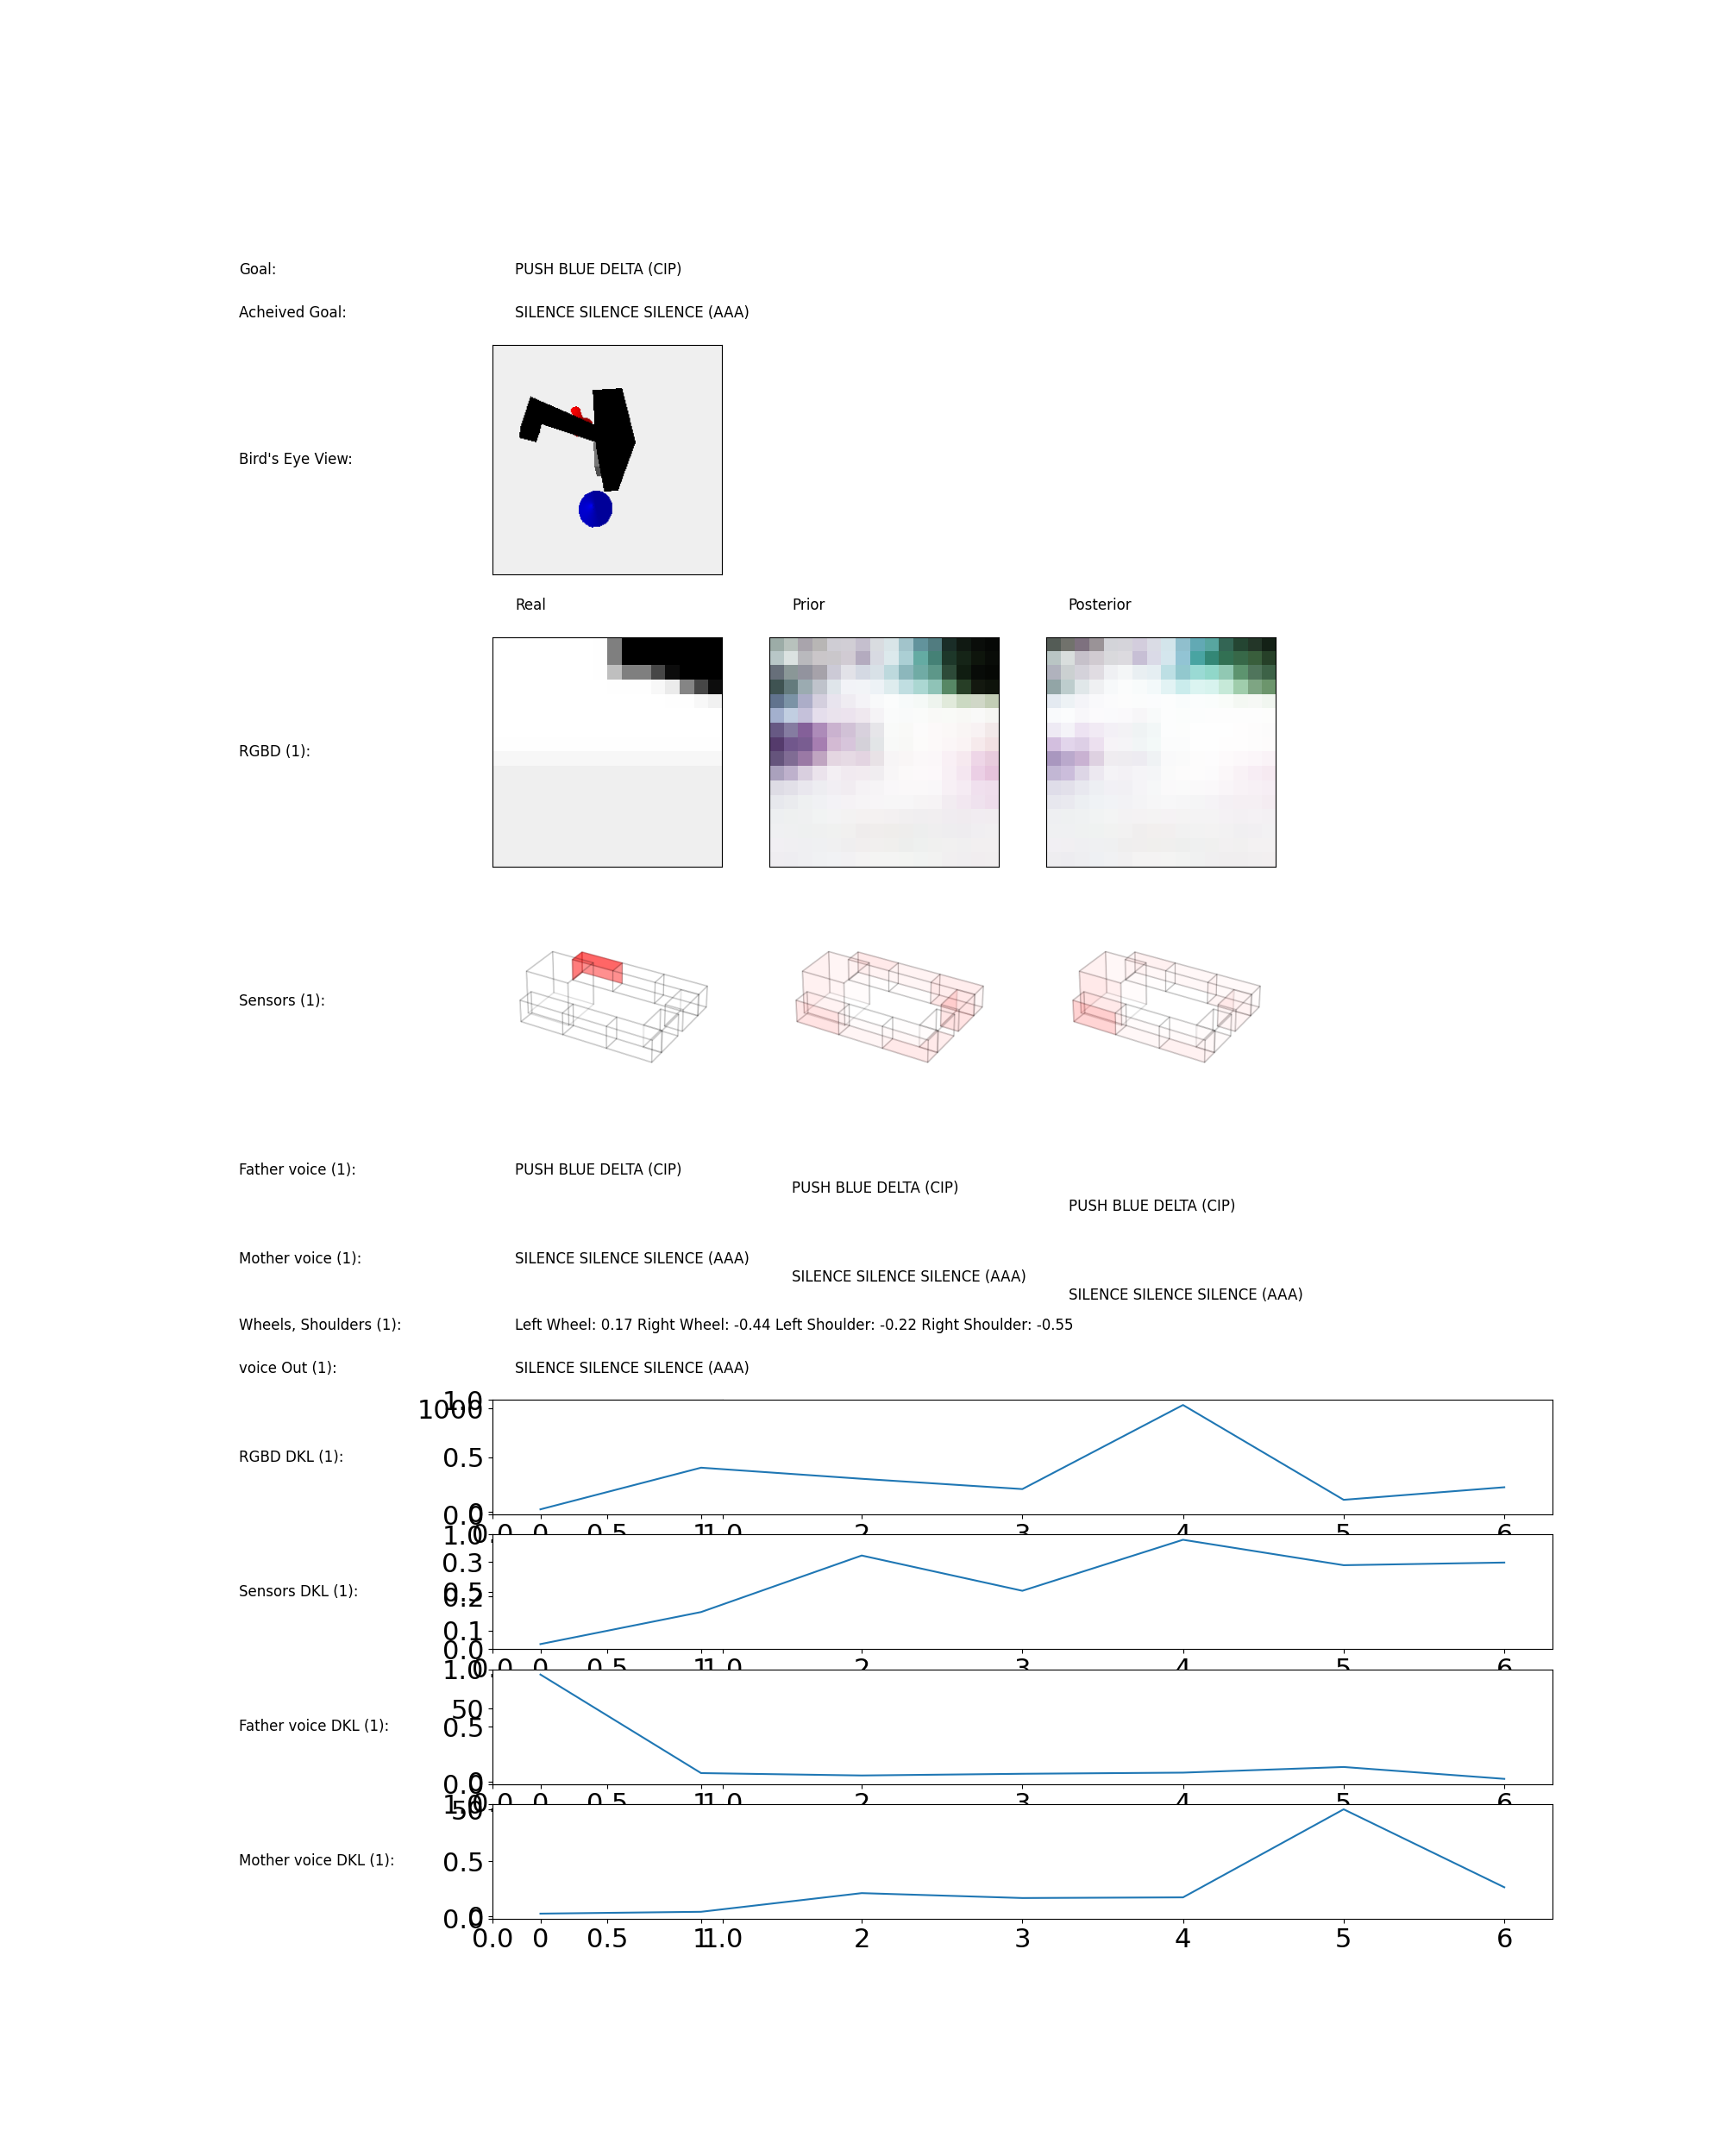 Goal: PUSH BLUE DELTA (CIP)
Acheived Goal: SILENCE SILENCE SILENCE (AAA)
Bird's Eye View:
Real Prior Posterior
RGBD (1):
Sensors (1):
Father voice (1): PUSH BLUE DELTA (CIP)
PUSH BLUE DELTA (CIP)
PUSH BLUE DELTA (CIP)
Mother voice (1): SILENCE SILENCE SILENCE (AAA)
SILENCE SILENCE SILENCE (AAA)
SILENCE SILENCE SILENCE (AAA)
Wheels, Shoulders (1): Left Wheel: 0.17 Right Wheel: -0.44 Left Shoulder: -0.22 Right Shoulder: -0.55
voice Out (1): SILENCE SILENCE SILENCE (AAA)
1.0
1000
RGBD DKL (1): 0.5
0.0 0
0.0 0 0.5 1 1.0 2 3 4 5 6
1.0
0.3
Sensors DKL (1): 0.5
0.2
0.1
0.0
0.0 0 0.5 1 1.0 2 3 4 5 6
1.0
50
Father voice DKL (1): 0.5
0.0 0
0.0 0 0.5 1 1.0 2 3 4 5 6
1.0
50
Mother voice DKL (1): 0.5
0.0 0
0.0 0 0.5 1 1.0 2 3 4 5 6